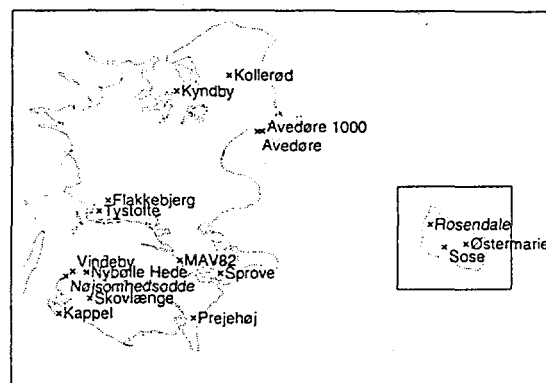 Kollerød
Kyndby
Avedøre 1000
Avedøre
Flakkebjerg
Tystofte
Rosendale
Østermarie
Sose
Vindeby
MAV82
Nybølle Hede
Sprove
Nøjsomhedsodde
Skovlænge
Kappel
Prejehøj